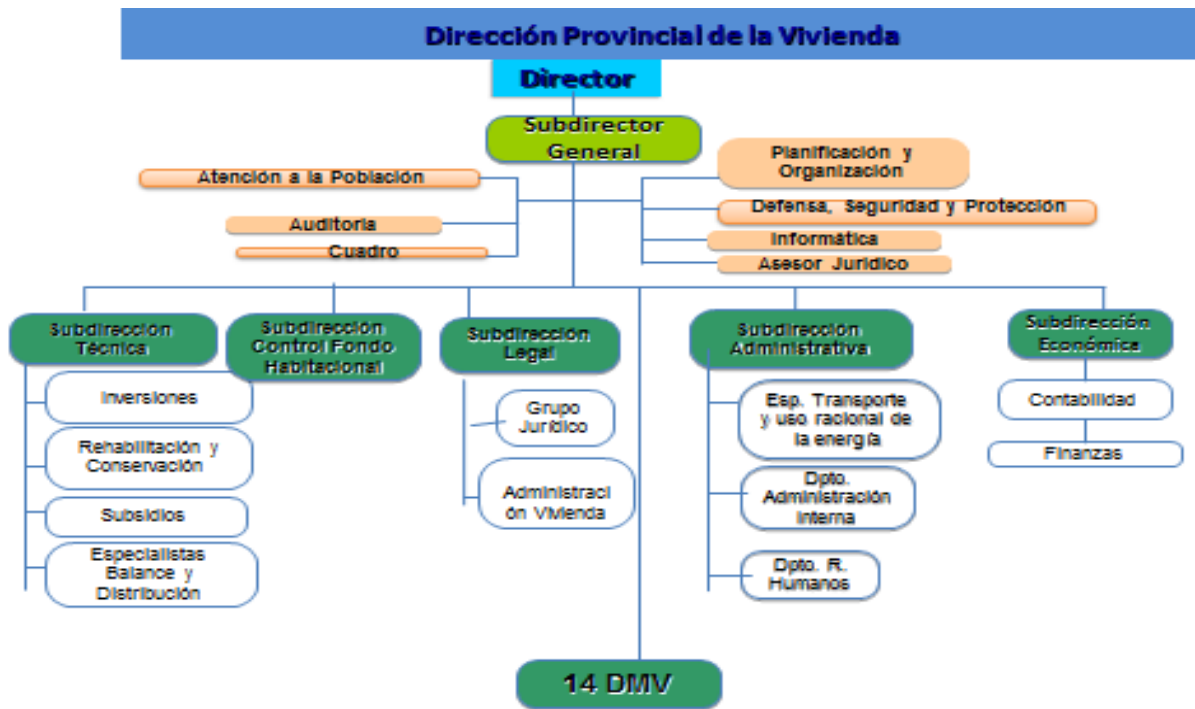 Dirección Provincial de la Vivienda
Director
Subdirector
General
Atención a la Población
Auditoria
Cuadro
Planificación y
Organización
Defensa, Seguridad y Protección
Informática
Asesor Jurídico
Subdirección
Técnica
Inversiones
Rehabilitación y
Conservación
Subsidios
Especialistas
Balance y
Distribución
Subdirección
Control Fondo
Habitacional
Subdirección
Legal
Grupo
Jurídico
Administraci
ón Vivienda
Subdirección
Administrativa
Esp. Transporte
y uso racional de
la energía
Dpto.
Administración
Interna
Dpto. R.
Humanos
Subdirección
Económica
Contabilidad
Finanzas
14 DMV